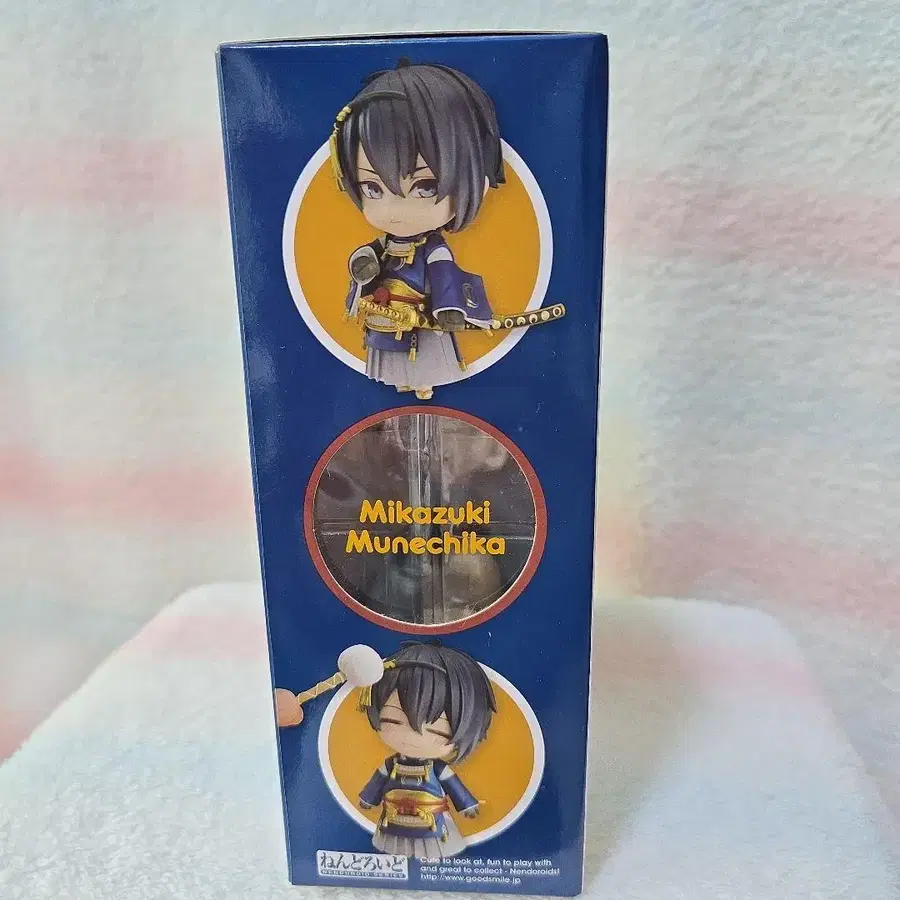 Mikazuki
Munechika
ねんどろいど
NENDOROID SERIES
Cute to look at, fun to play with
and great to collect - Nendoroids!
http://www.goodsmile.jp